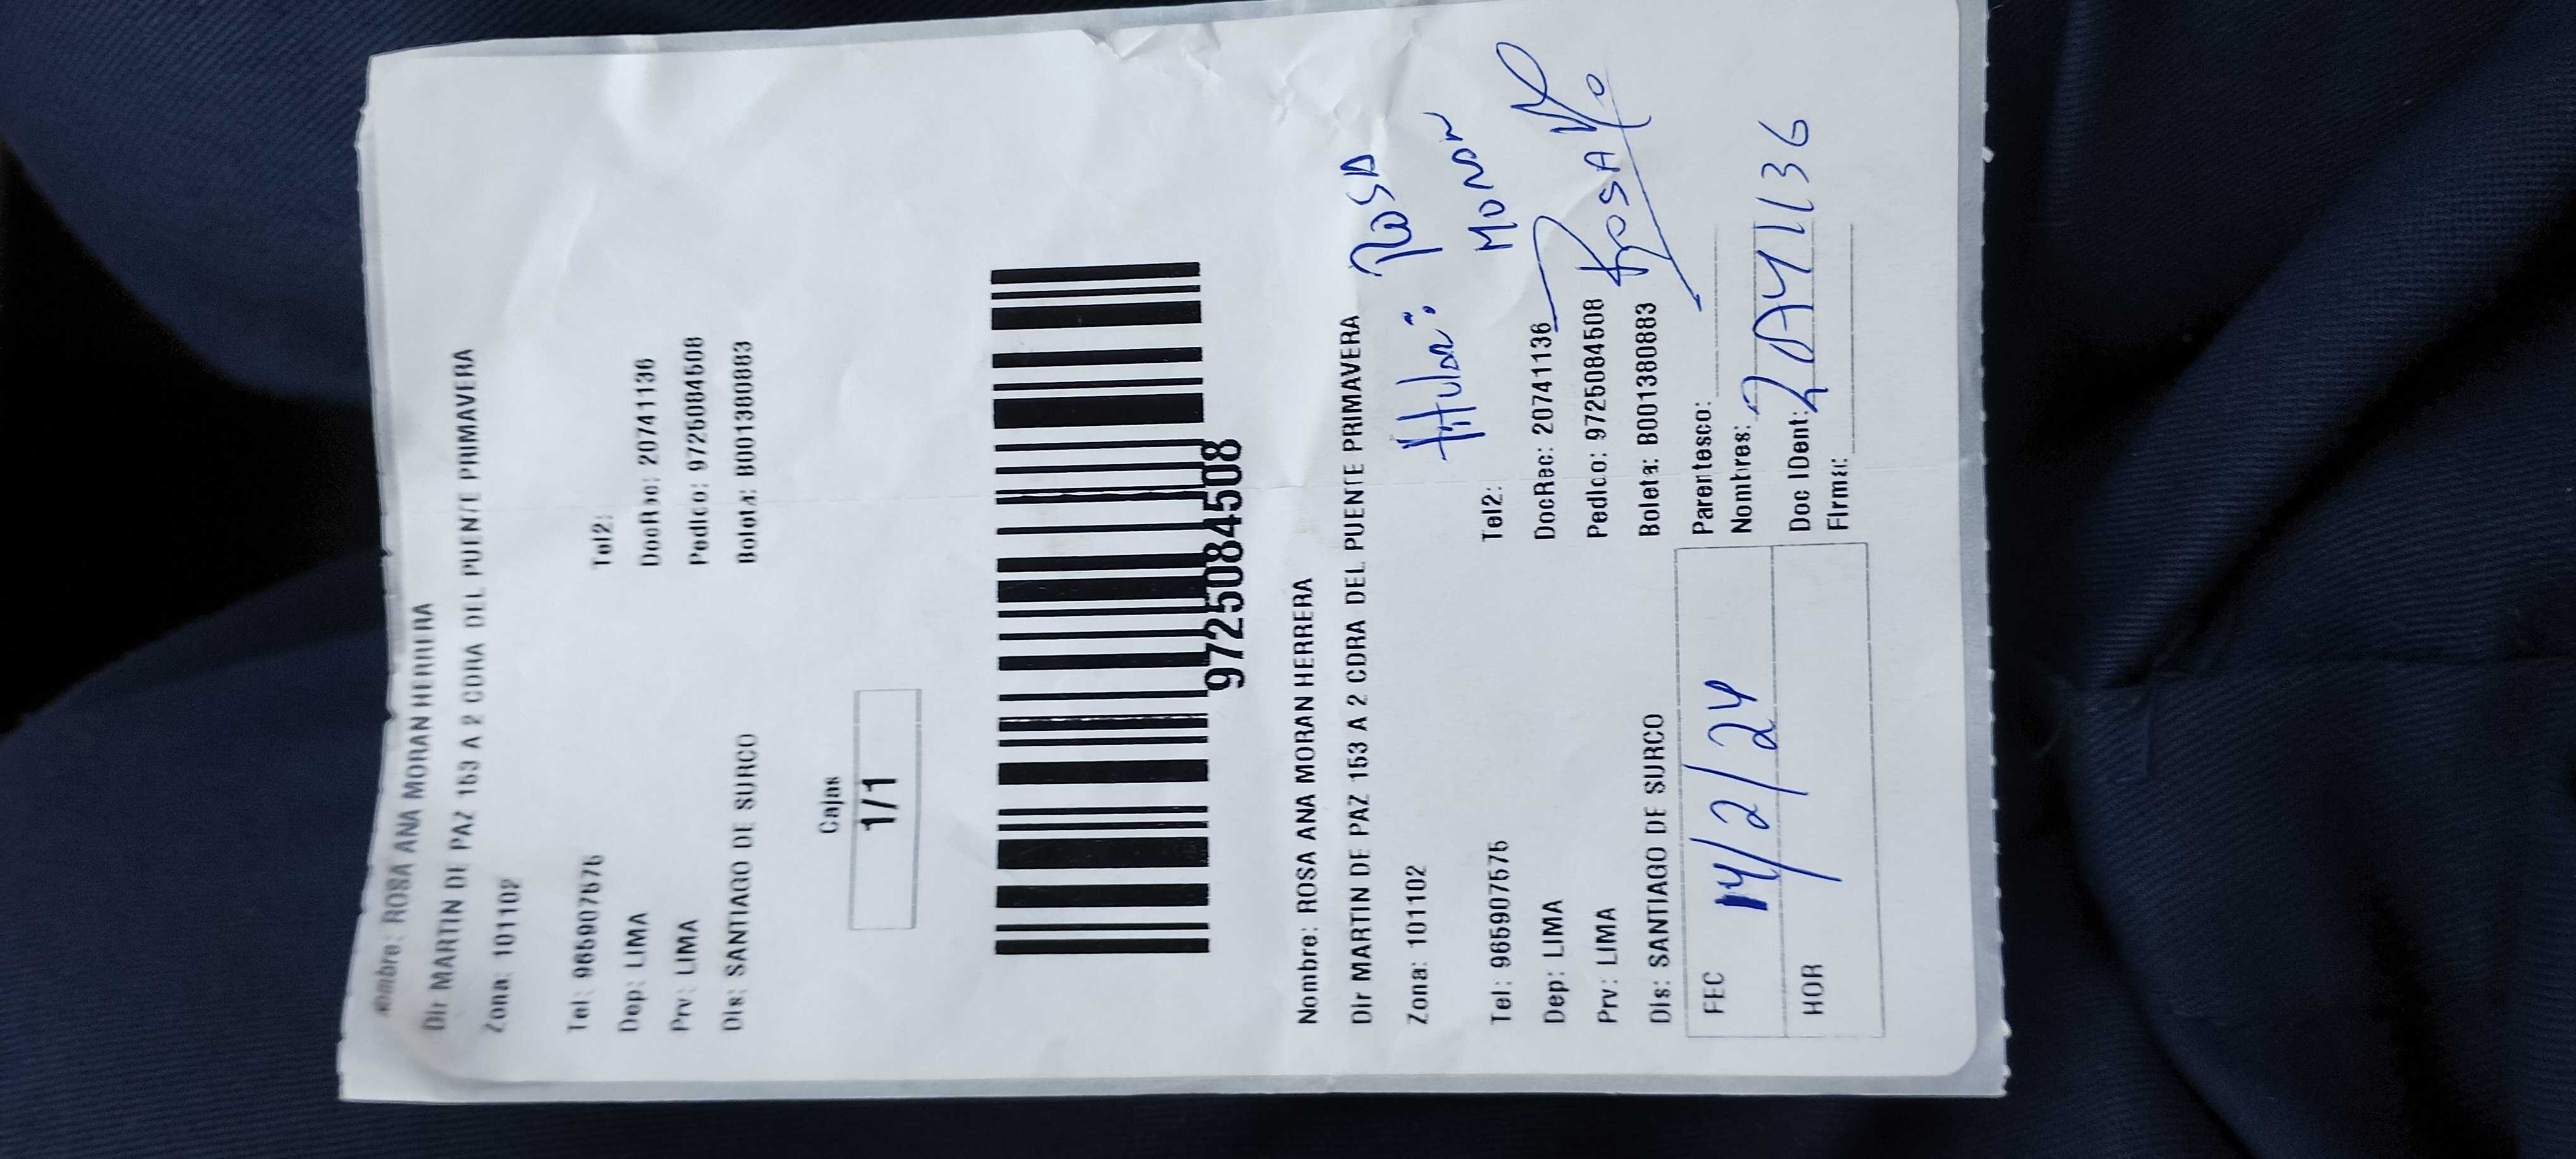 Nombre: ROSA ANA MORAN HERRERA
Dir MARTIN DE PAZ 153 A 2 CDRA DEL PUENTE PRIMAVERA
Zona: 101102
Tel: 965907575 Tel2:
Dep: LIMA DocRec: 20741136
Prv: LIMA Pedico: 9725084508
Dis: SANTIAGO DE SURCO Boleta: B001380883
Cajas
1/1
9725084508
Nombre: ROSA ANA MORAN HERRERA
Dir MARTIN DE PAZ 153 A 2 CDRA DEL PUENTE PRIMAVERA
Zona: 101102 titular: ROSA
MORAN
Tel: 965907575 Tel2:
Dep: LIMA DocRec: 20741136
Prv: LIMA Pedico: 9725084508 ROSA
Dis: SANTIAGO DE SURCO Boleta: B001380883
FEC 14/2/24 Parentesco:
Nombres:
HOR Doc IDent: 20741136
Firma: